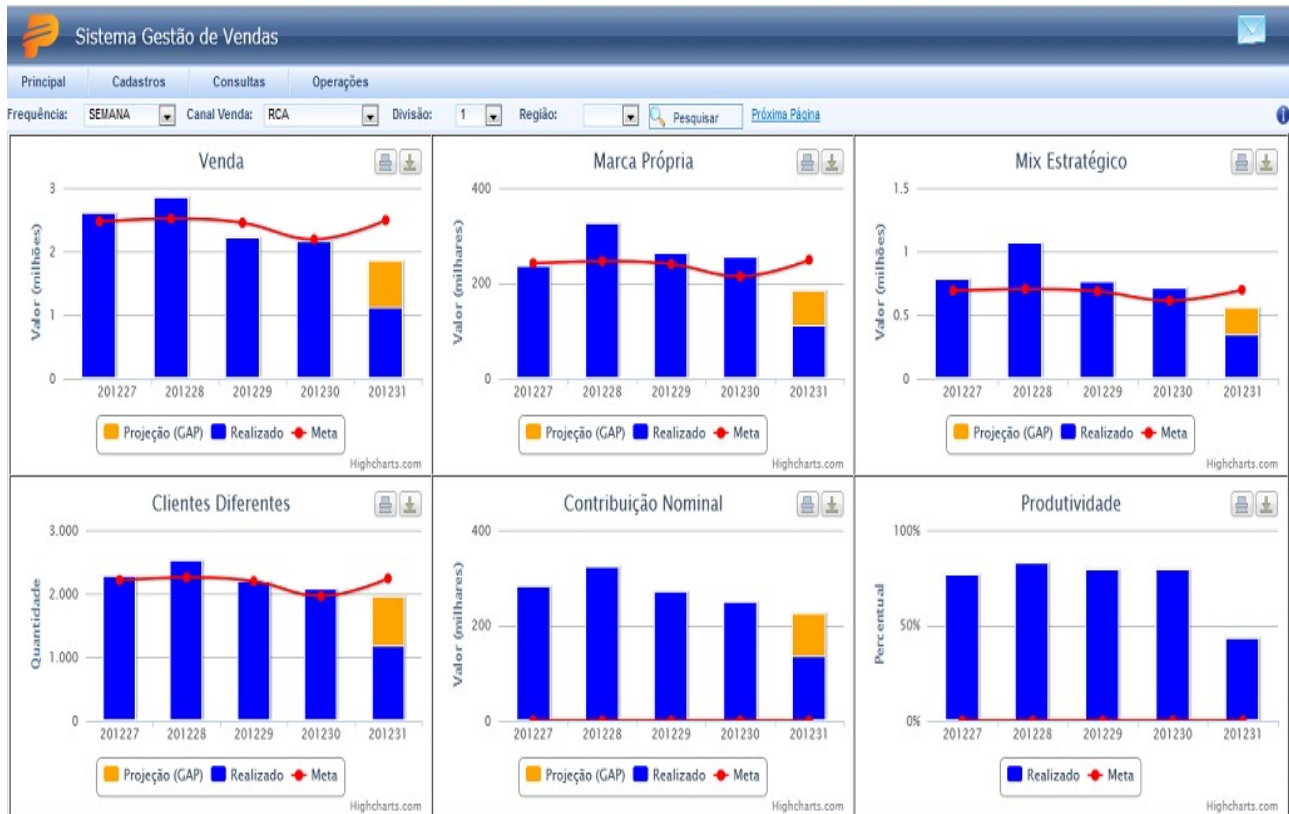 Sistema Gestão de Vendas
Principal Cadastros Consultas Operações
Frequência: SEMANA Canal Venda: RCA Divisão: 1 Região: Pesquisar Próxima Página
Venda
Valor (milhões)
3
2
1
0
201227 201228 201229 201230 201231
Projeção (GAP) Realizado Meta
Highcharts.com
Marca Própria
Valor (milhares)
400
200
0
201227 201228 201229 201230 201231
Projeção (GAP) Realizado Meta
Highcharts.com
Mix Estratégico
Valor (milhões)
1.5
1
0.5
0
201227 201228 201229 201230 201231
Projeção (GAP) Realizado Meta
Highcharts.com
Clientes Diferentes
Quantidade
3.000
2.000
1.000
0
201227 201228 201229 201230 201231
Projeção (GAP) Realizado Meta
Highcharts.com
Contribuição Nominal
Valor (milhares)
400
200
0
201227 201228 201229 201230 201231
Projeção (GAP) Realizado Meta
Highcharts.com
Produtividade
Percentual
100%
50%
0%
201227 201228 201229 201230 201231
Realizado Meta
Highcharts.com